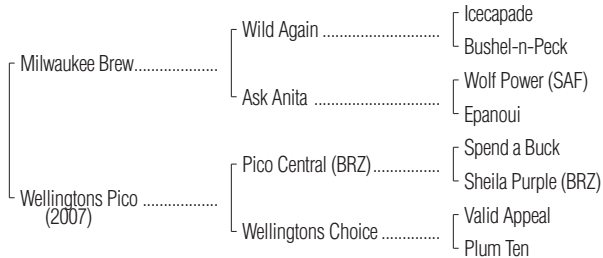 Icecapade
Wild Again ............................
Bushel-n-Peck
Milwaukee Brew....................
Wolf Power (SAF)
Ask Anita ..............................
Epanoui
Spend a Buck
Pico Central (BRZ)................
Sheila Purple (BRZ)
Wellingtons Pico ..................
(2007)
Valid Appeal
Wellingtons Choice ..............
Plum Ten